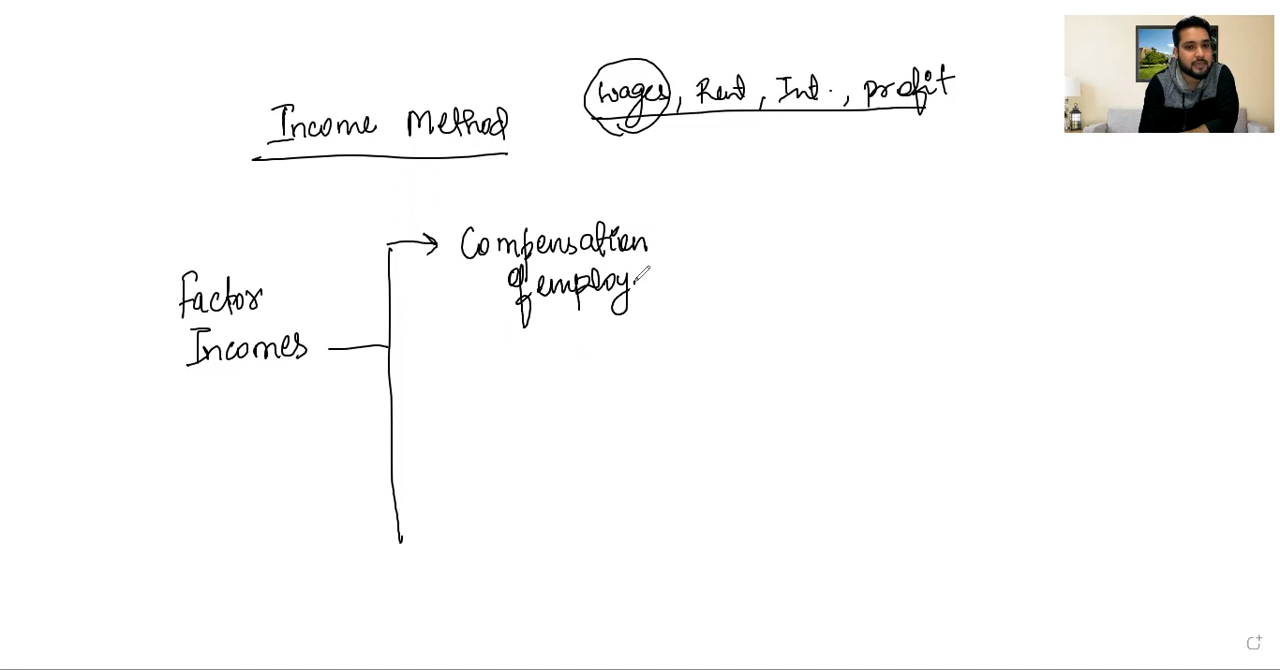 Wages, Rent, Int., profit
Income Method
Compensation
of employ
Factor
Incomes